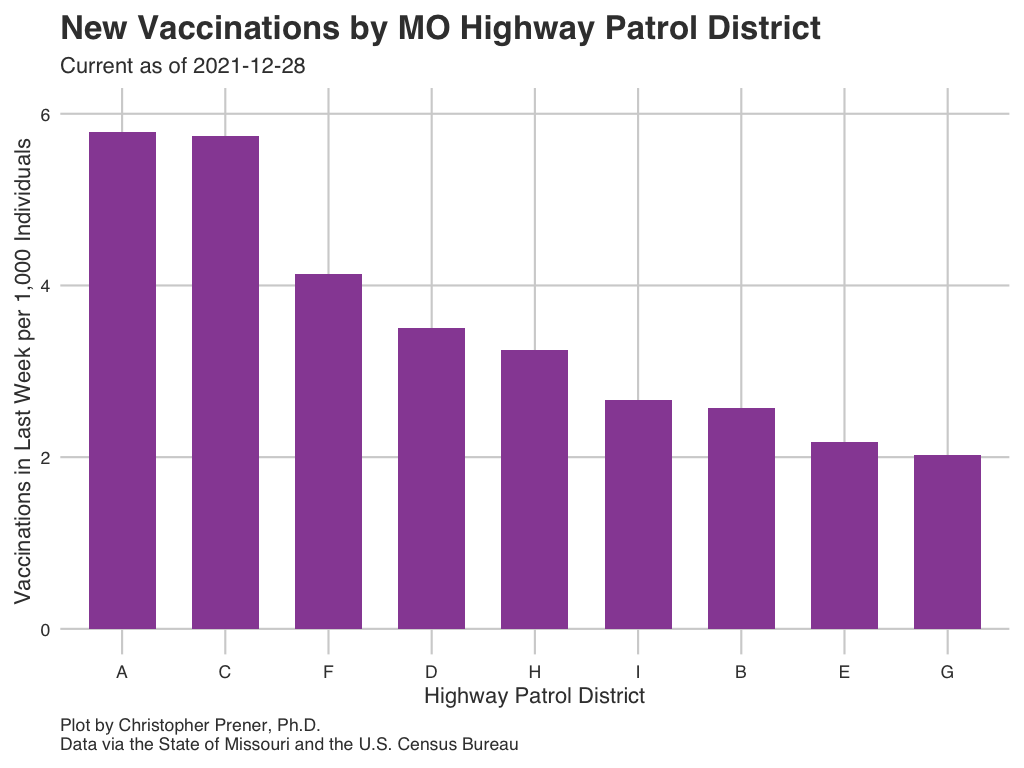 New Vaccinations by MO Highway Patrol District
Current as of 2021-12-28
Vaccinations in Last Week per 1,000 Individuals
6
4
2
0
A C F D H I B E G
Highway Patrol District
Plot by Christopher Prener, Ph.D.
Data via the State of Missouri and the U.S. Census Bureau